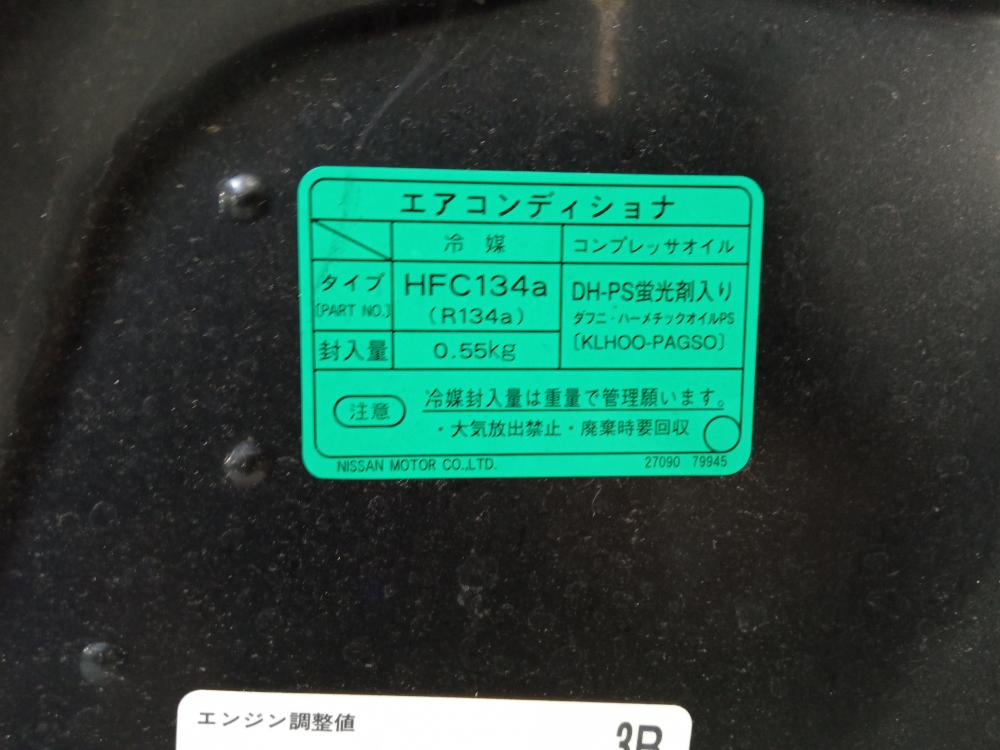 エアコンディショナ
冷媒 コンプレッサオイル
タイプ HFC134a DH-PS蛍光剤入り
[PART NO.] (R134a) ダフニ・ハーメチックオイルPS
封入量 0.55kg [KLHOO-PAGSO]
注意 冷媒封入量は重量で管理願います。
・大気放出禁止・廃棄時要回収
NISSAN MOTOR CO.,LTD. 27090 79945
エンジン調整値